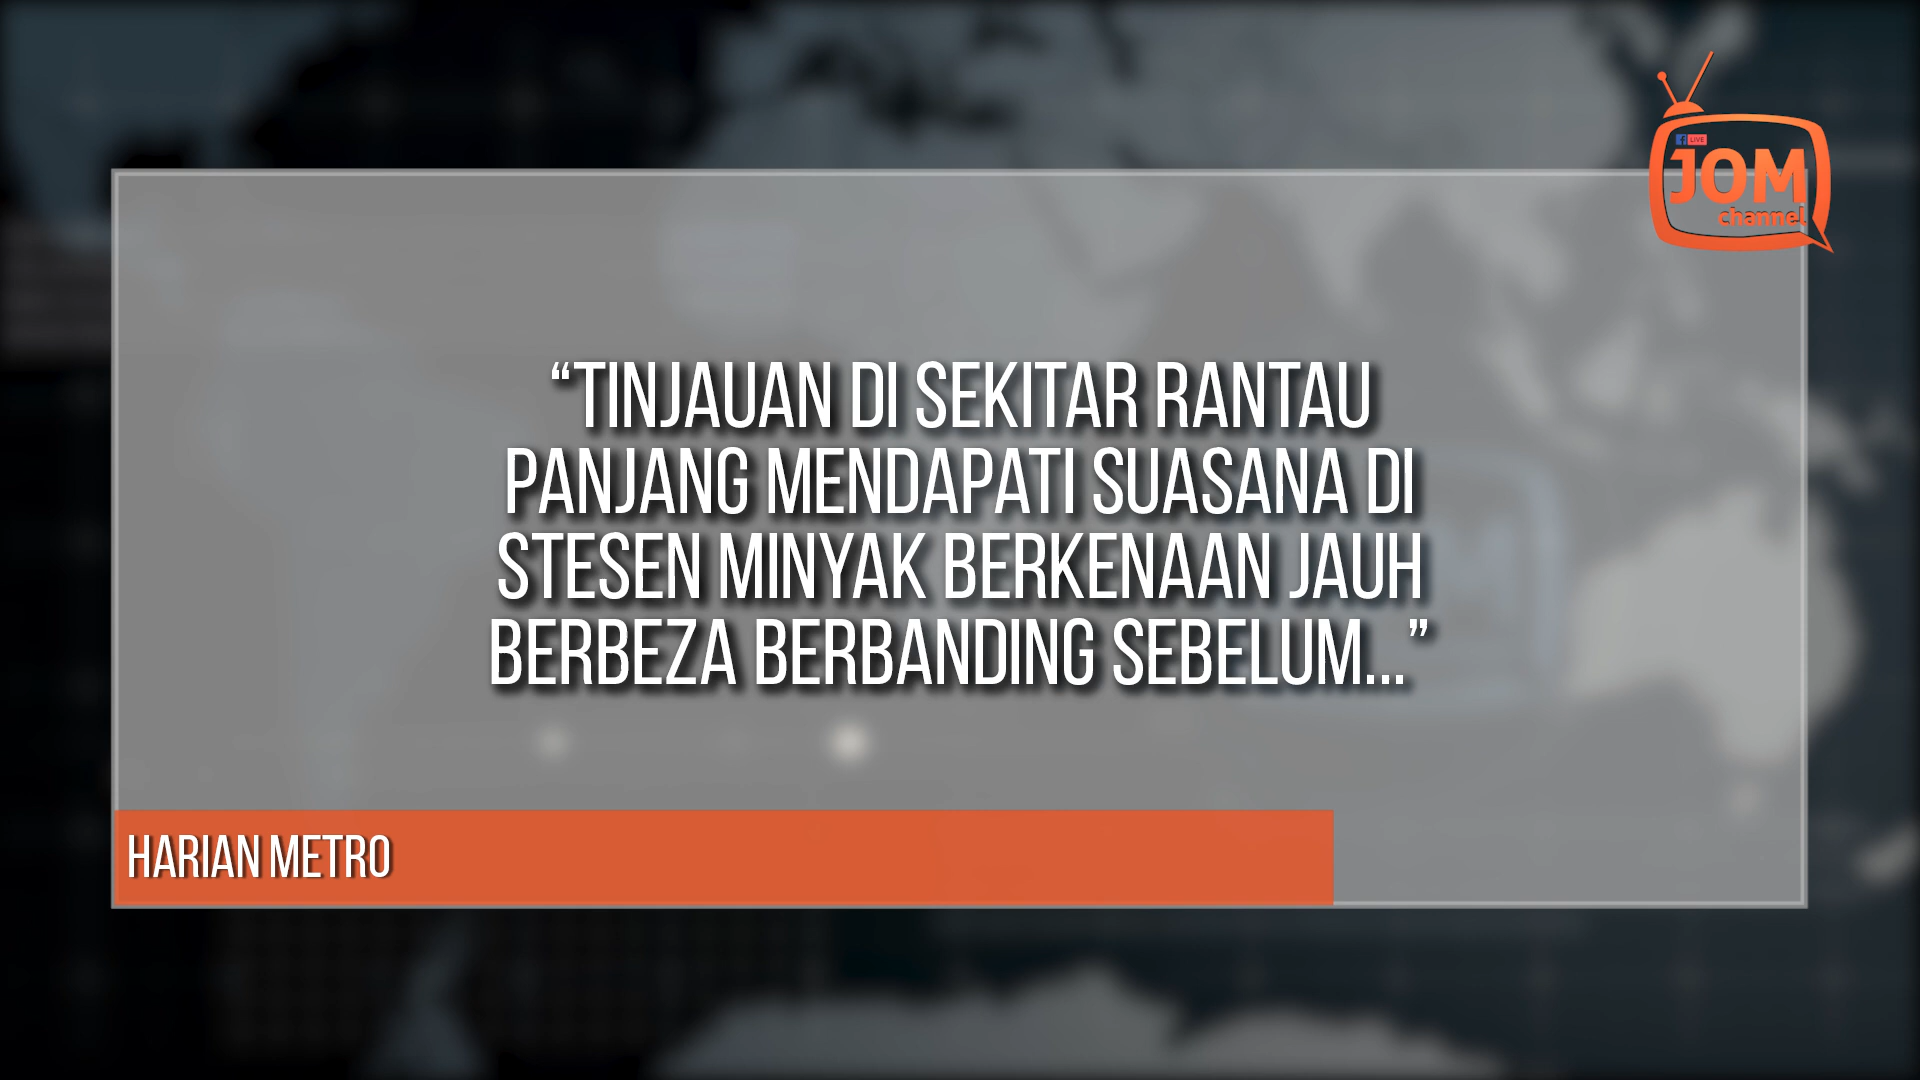 LIVE
JOM
channel
“TINJAUAN DI SEKITAR RANTAU
PANJANG MENDAPATI SUASANA DI
STESEN MINYAK BERKENAAN JAUH
BERBEZA BERBANDING SEBELUM...”
HARIAN METRO